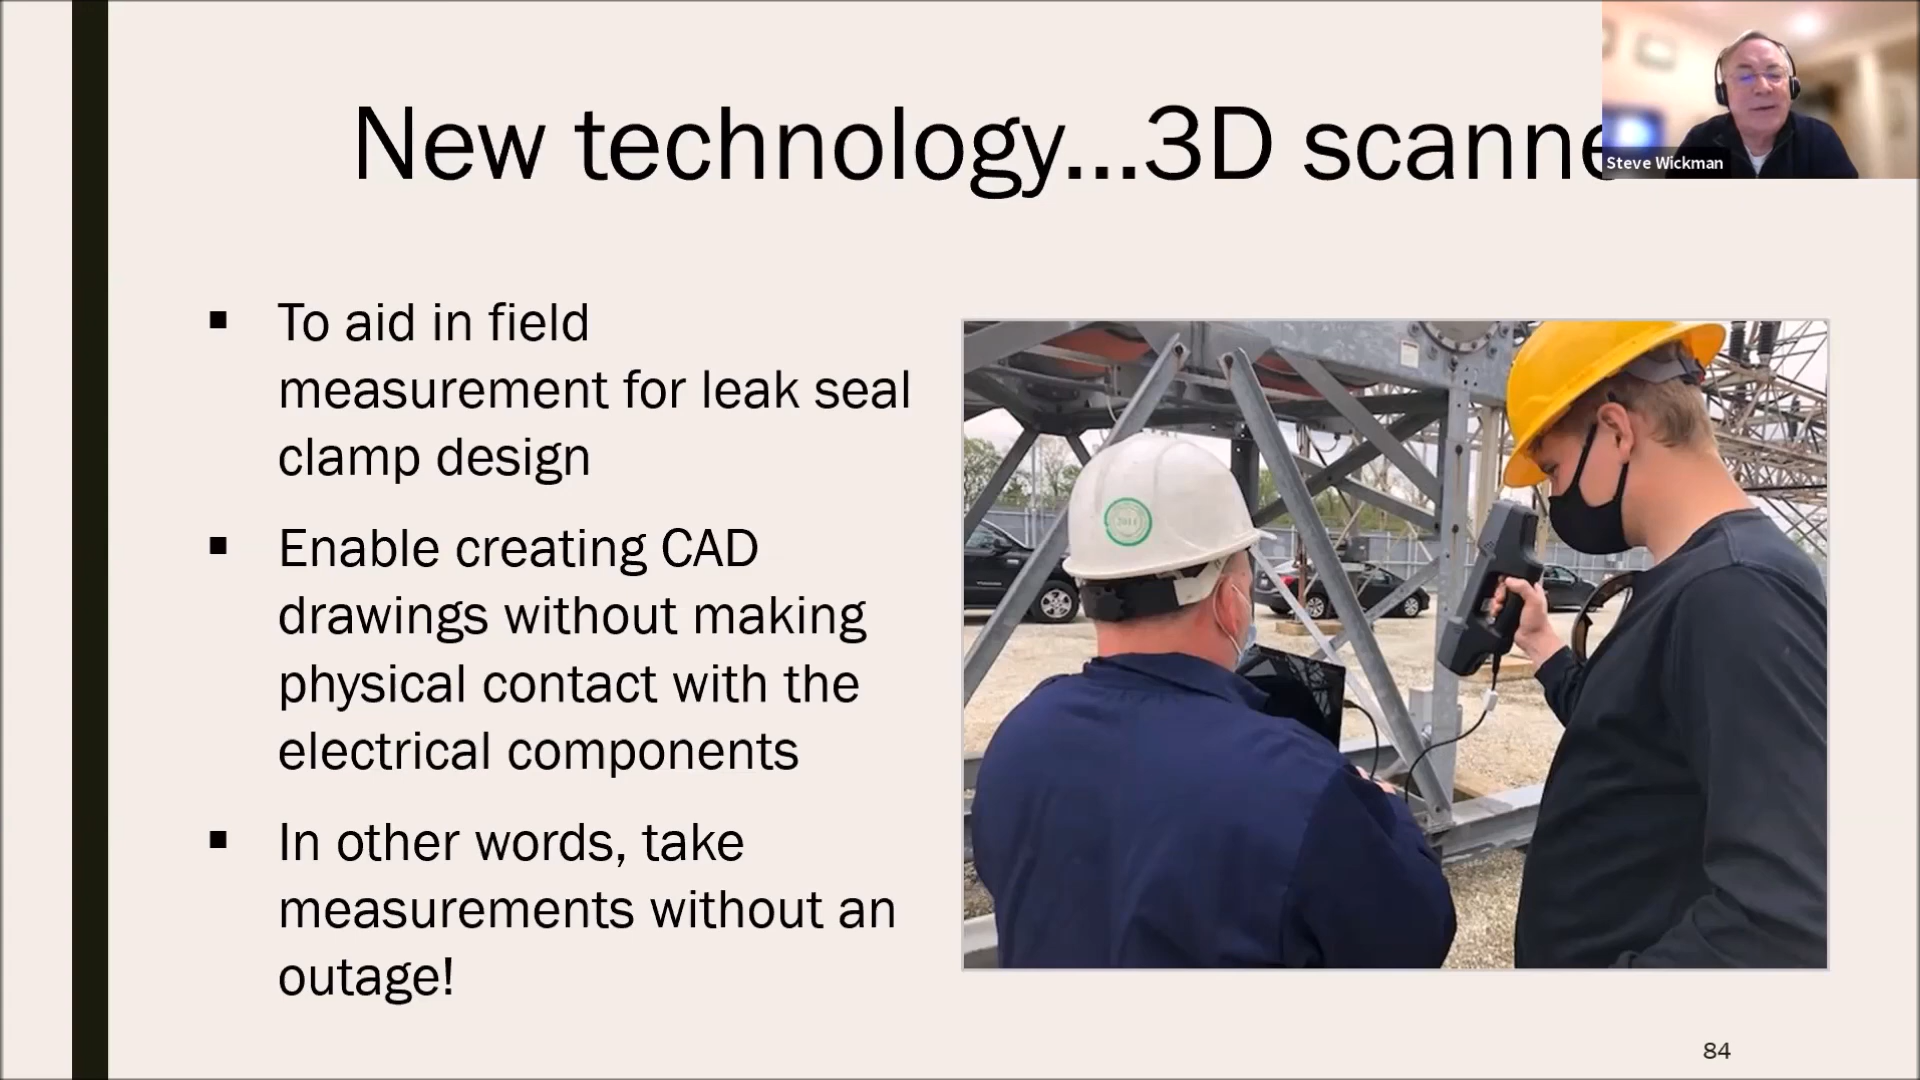 New technology...3D scanne
Steve Wickman
▪ To aid in field
measurement for leak seal
clamp design
▪ Enable creating CAD
drawings without making
physical contact with the
electrical components
▪ In other words, take
measurements without an
outage!
2011
84